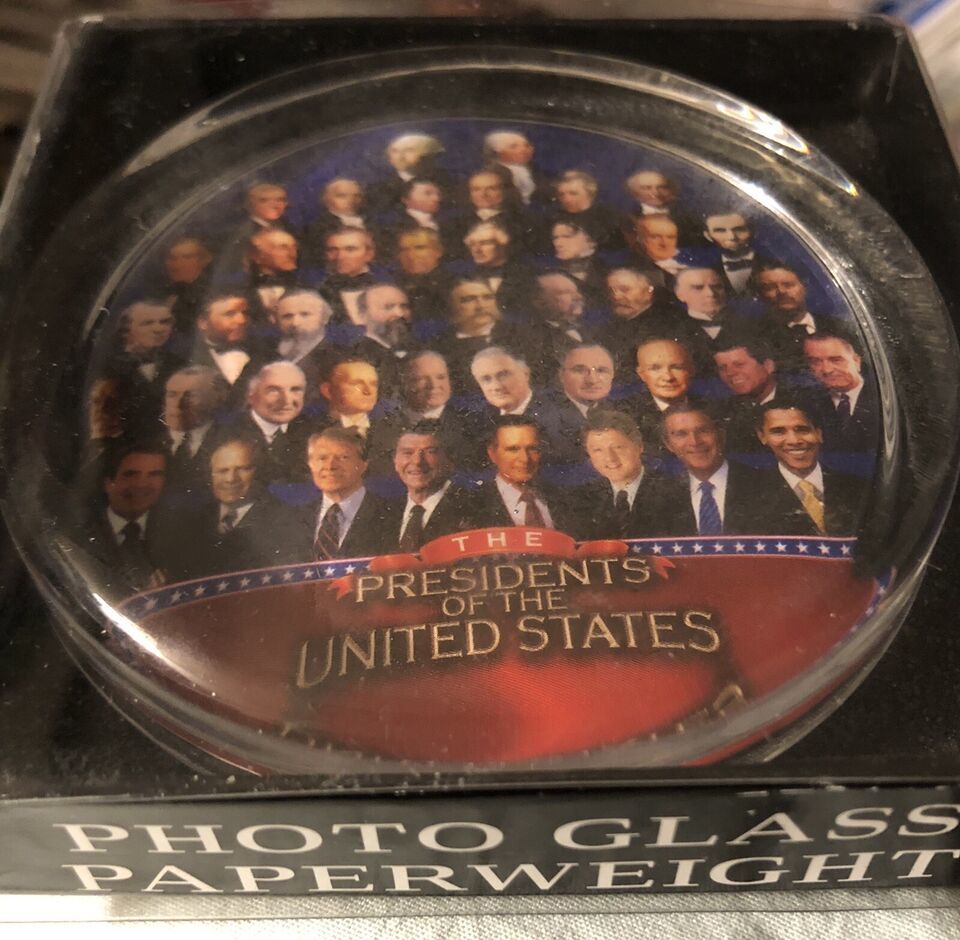 THE
PRESIDENTS
OF THE
UNITED STATES
PHOTO GLASS
PAPERWEIGHT